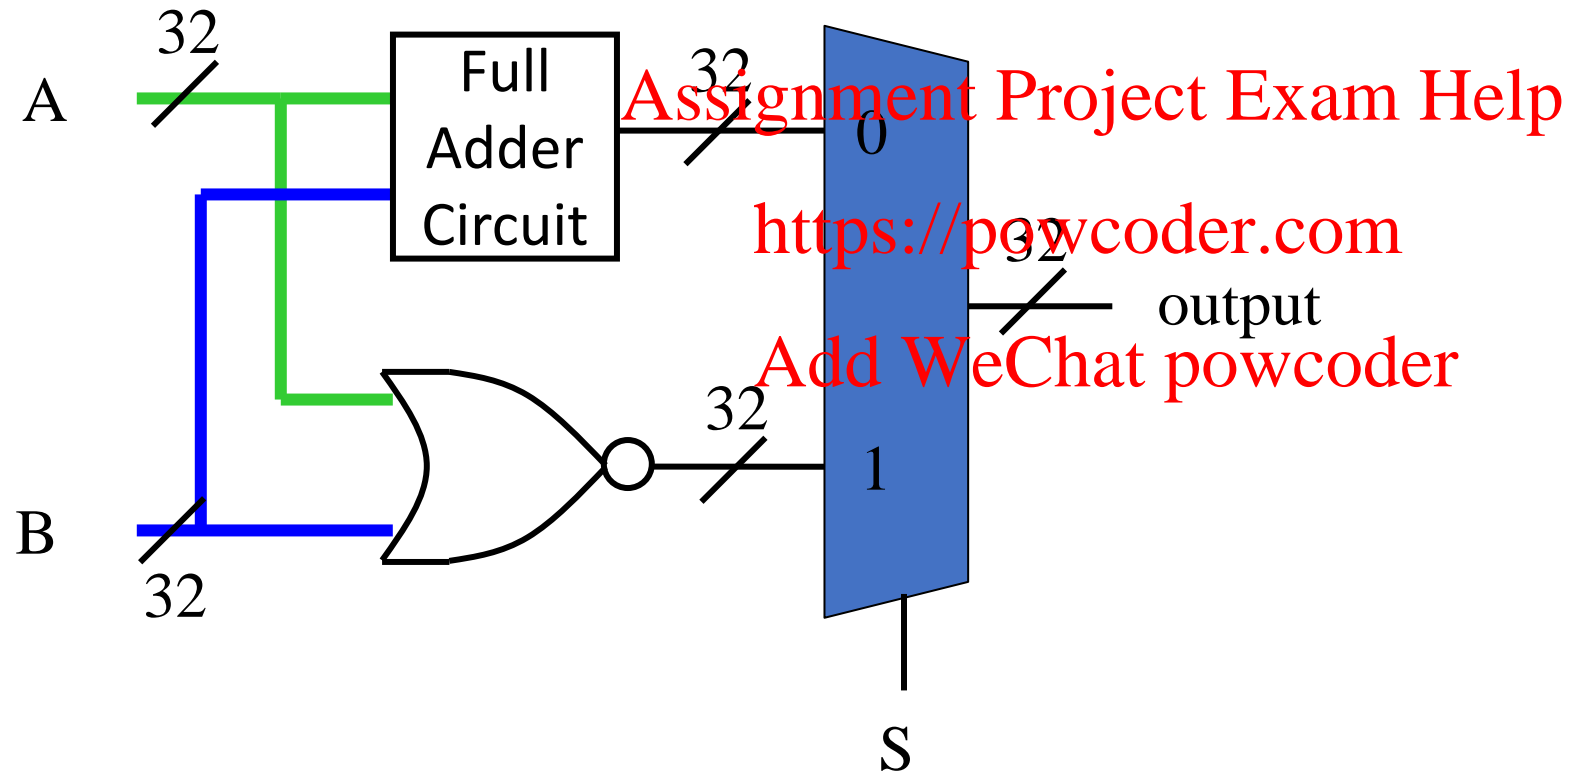 32
A
Full
Adder
Circuit
32
Assignment Project Exam Help
0
https://powcoder.com
32
output
Add WeChat powcoder
32
1
B
32
S